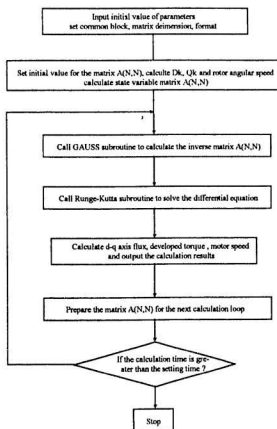 Input initial value of parameters
set common block, matrix deimension, format
Set initial value for the matrix A(N,N), calculte Dk, Qk and rotor angular speed
calculate state variable matrix A(N,N)
Call GAUSS subroutine to calculate the inverse matrix A(N,N)
Call Runge-Kutta subroutine to solve the differential equation
Calculate d-q axis flux, developed torque , motor speed
and output the calculation results
Prepare the matrix A(N,N) for the next calculation loop
If the calculation time is gre-
ater than the setting time ?
Stop